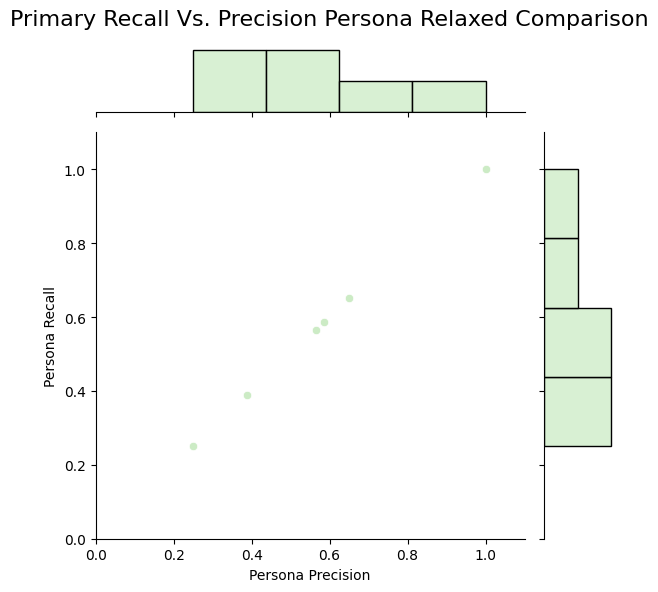 Primary Recall Vs. Precision Persona Relaxed Comparison
1.0
0.8
0.6
0.4
0.2
0.0
Persona Recall
0.0 0.2 0.4 0.6 0.8 1.0
Persona Precision